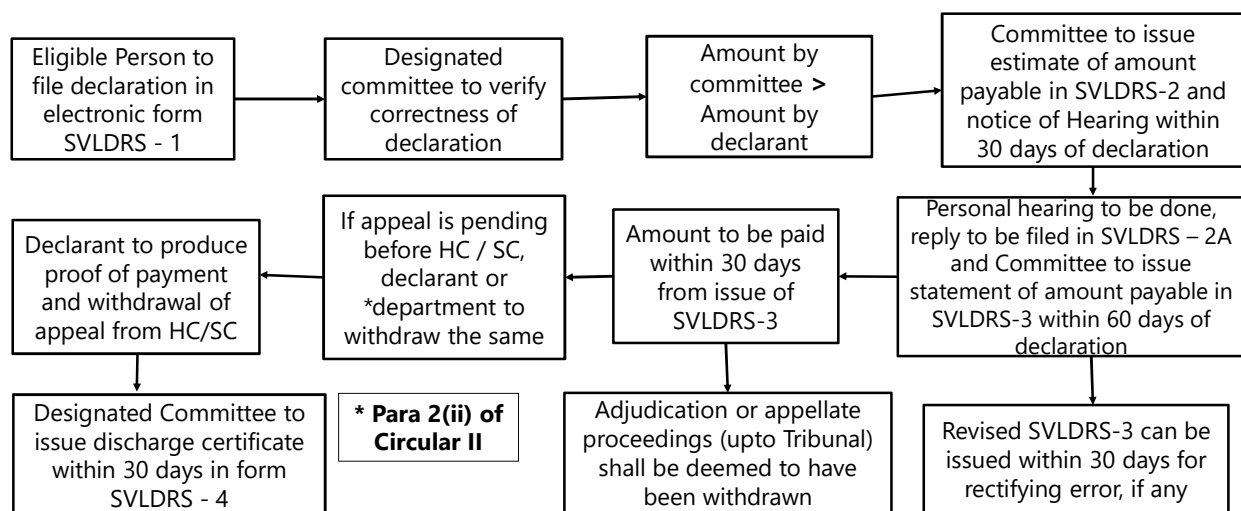 Eligible Person to
file declaration in
electronic form
SVLDRS - 1
Designated
committee to verify
correctness of
declaration
Amount by
committee >
Amount by
declarant
Committee to issue
estimate of amount
payable in SVLDRS-2 and
notice of Hearing within
30 days of declaration
Personal hearing to be done,
reply to be filed in SVLDRS – 2A
and Committee to issue
statement of amount payable in
SVLDRS-3 within 60 days of
declaration
Amount to be paid
within 30 days
from issue of
SVLDRS-3
If appeal is pending
before HC / SC,
declarant or
*department to
withdraw the same
Declarant to produce
proof of payment
and withdrawal of
appeal from HC/SC
Designated Committee to
issue discharge certificate
within 30 days in form
SVLDRS - 4
* Para 2(ii) of
Circular II
Adjudication or appellate
proceedings (upto Tribunal)
shall be deemed to have
been withdrawn
Revised SVLDRS-3 can be
issued within 30 days for
rectifying error, if any